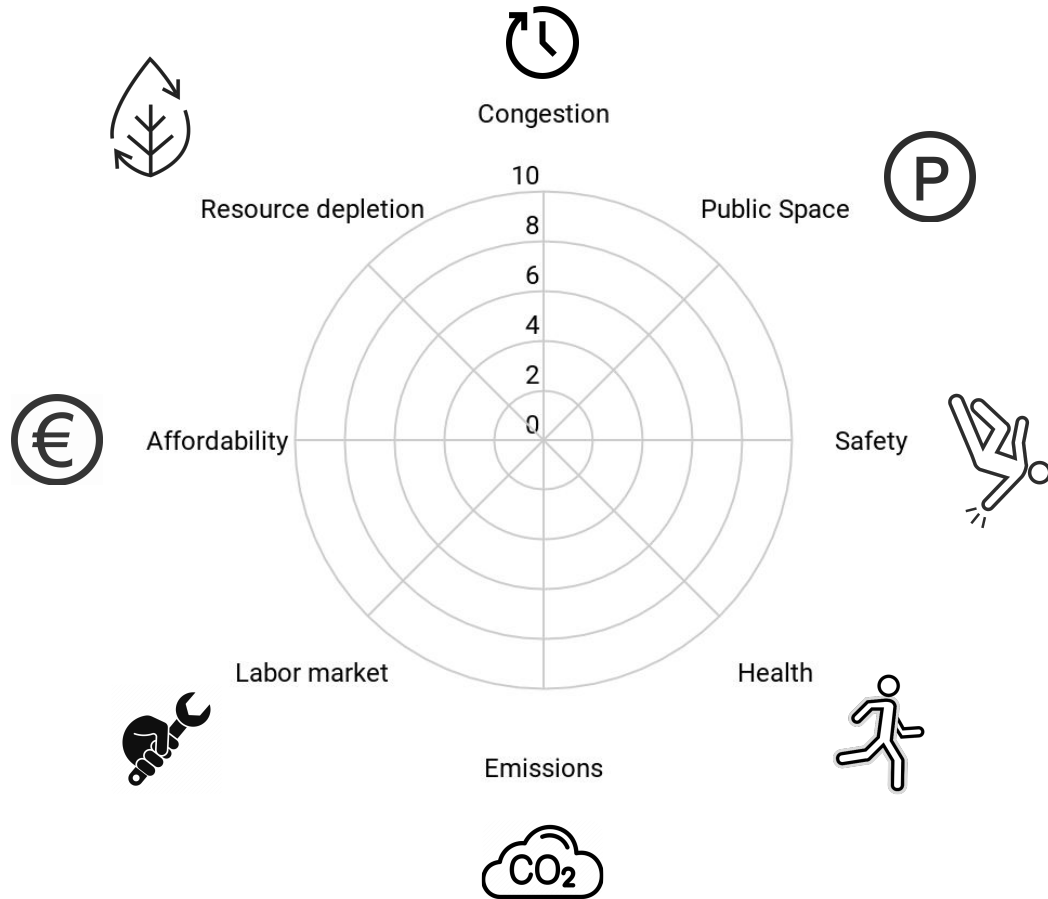 Congestion
10
8
6
4
2
0
Resource depletion
Public Space
P
€
Affordability
Safety
Labor market
Health
Emissions
CO2